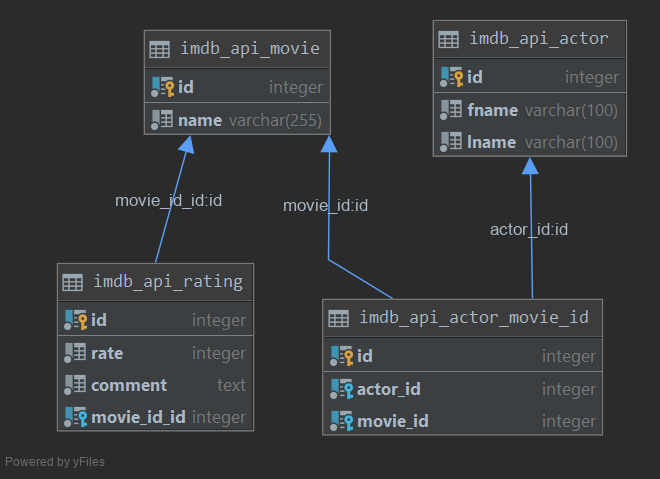 imdb_api_movie
id integer
name varchar(255)
imdb_api_actor
id integer
fname varchar(100)
lname varchar(100)
movie_id_id:id
movie_id:id
actor_id:id
imdb_api_rating
id integer
rate integer
comment text
movie_id_id integer
imdb_api_actor_movie_id
id integer
actor_id integer
movie_id integer
Powered by yFiles